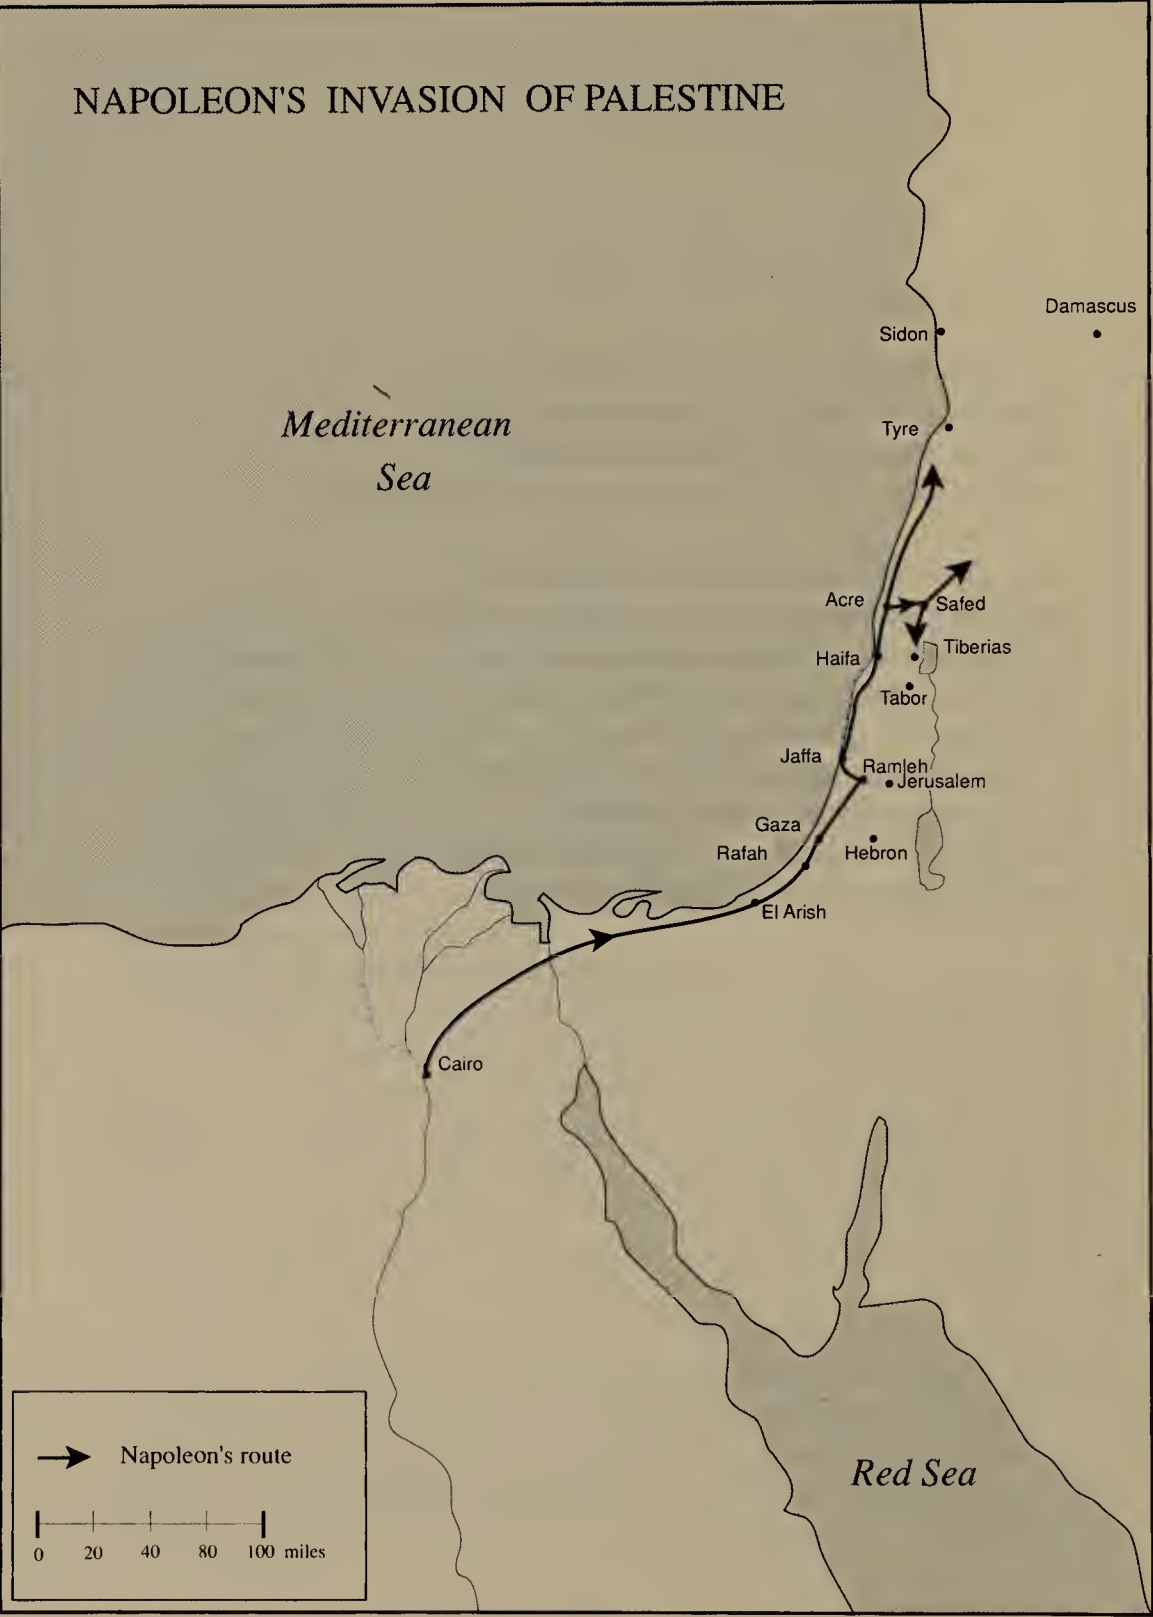 NAPOLEON'S INVASION OF PALESTINE
Damascus
Sidon
Mediterranean
Sea
Tyre
Acre
Safed
Tiberias
Haifa
Tabor
Jaffa
Ramleh
Jerusalem
Gaza
Rafah
Hebron
El Arish
Cairo
Napoleon's route
Red Sea
0 20 40 80 100 miles